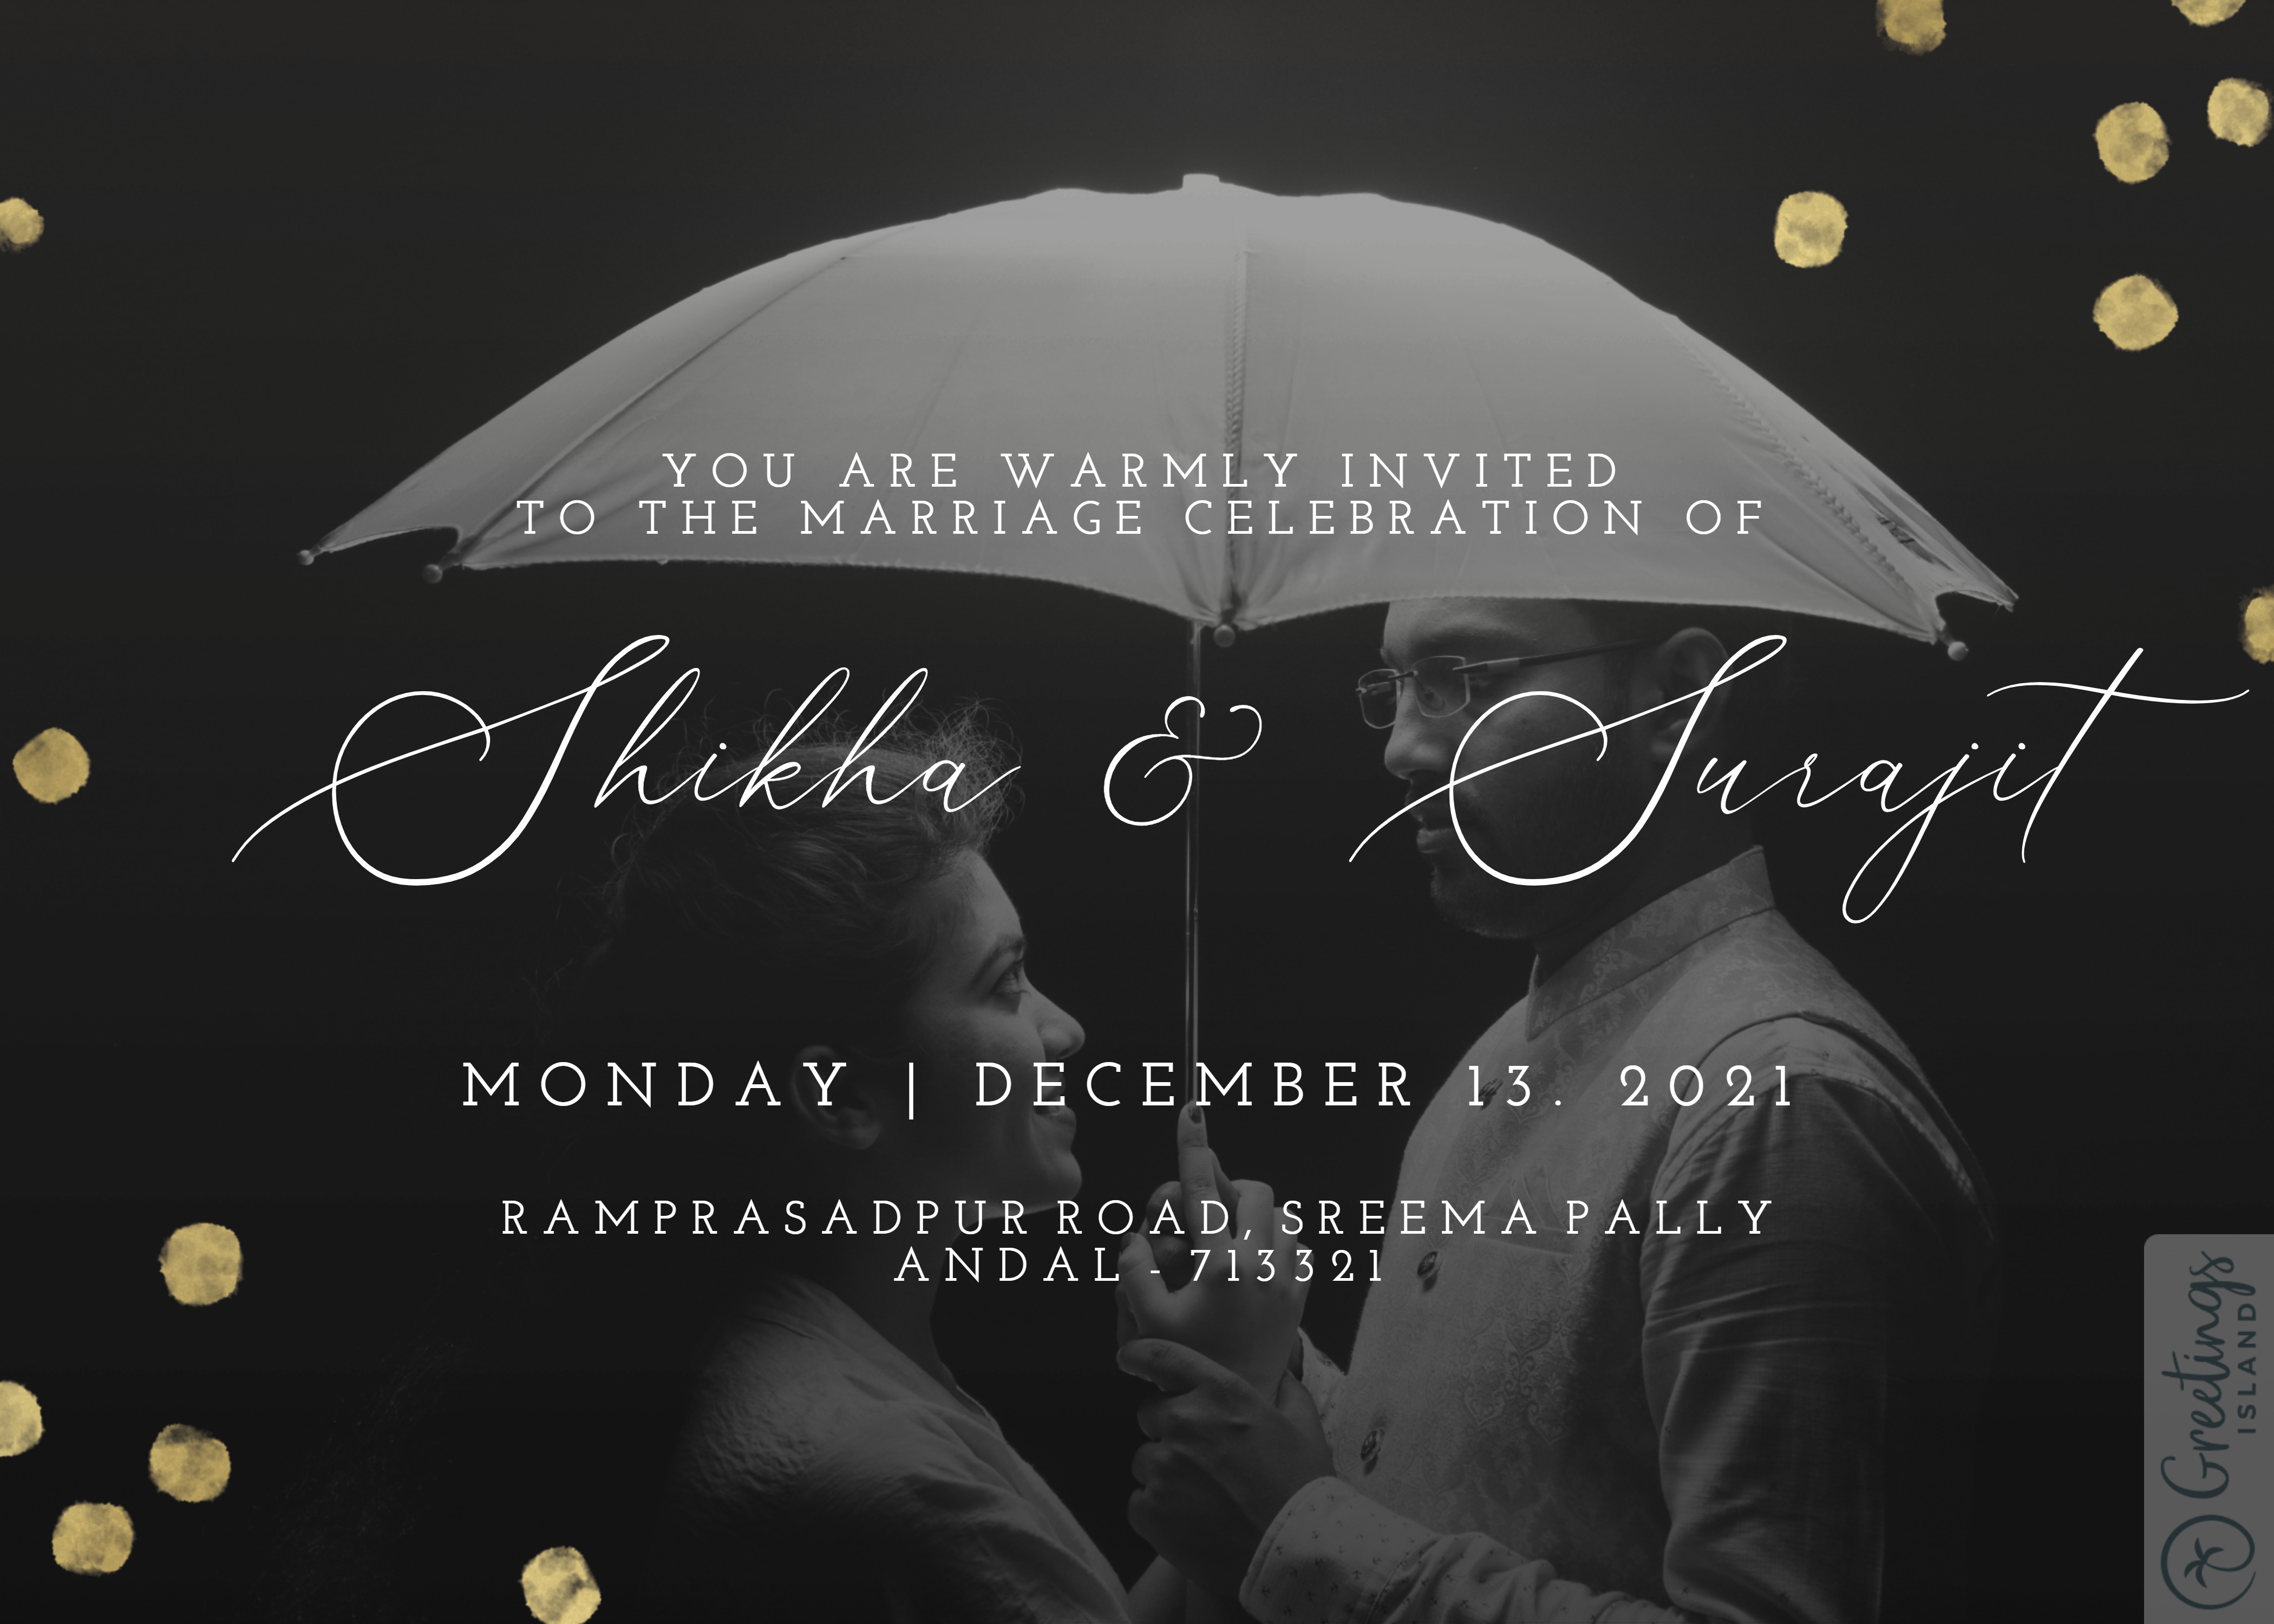 YOU ARE WARMLY INVITED
TO THE MARRIAGE CELEBRATION OF
Shikha & Surajit
MONDAY | DECEMBER 13. 2021
RAMPRASADPUR ROAD, SREEMA PALLY
ANDAL - 713321
Greetings
ISLAND